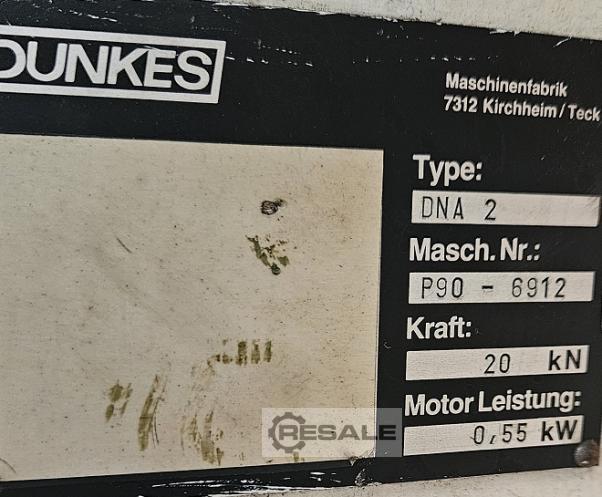 DUNKES
Maschinenfabrik
7312 Kirchheim/Teck
Type:
DNA 2
Masch.Nr.:
P90 - 6912
Kraft:
20 kN
Motor Leistung:
0,55 kW
RESALE